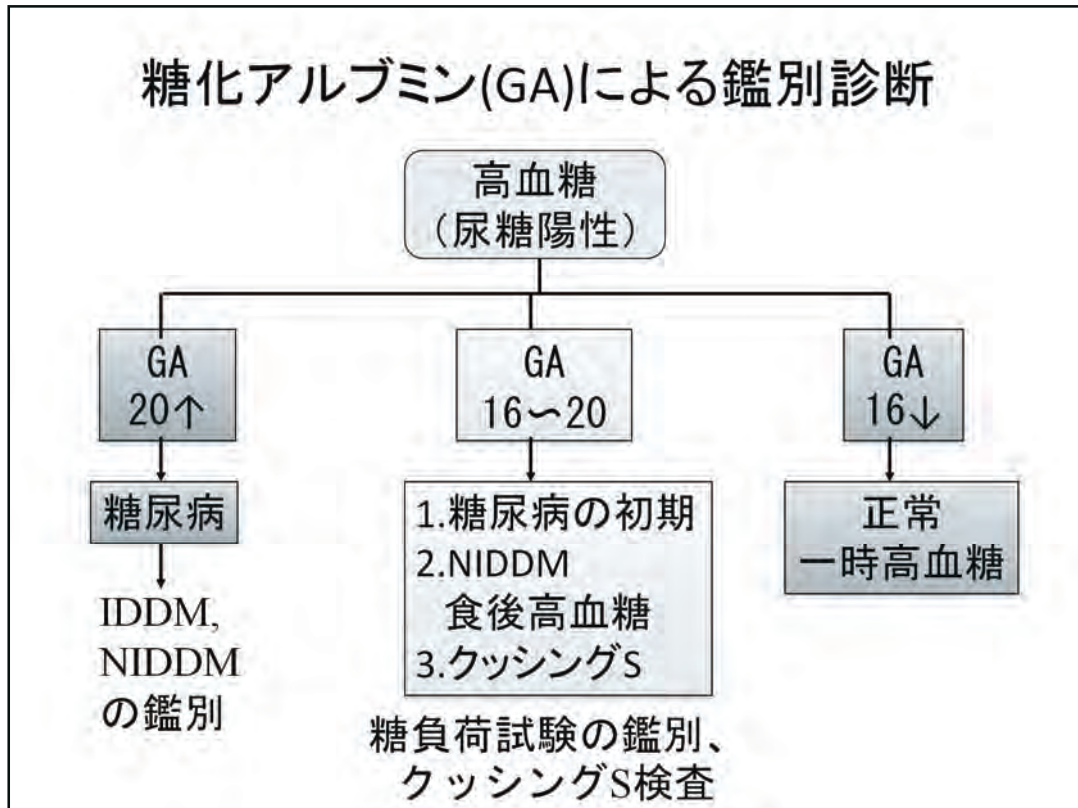 糖化アルブミン(GA)による鑑別診断
高血糖
(尿糖陽性)
GA
20↑
糖尿病
IDDM,
NIDDM
の鑑別
GA
16~20
1.糖尿病の初期
2.NIDDM
食後高血糖
3.クッシングS
糖負荷試験の鑑別、
クッシングS検査
GA
16↓
正常
一時高血糖